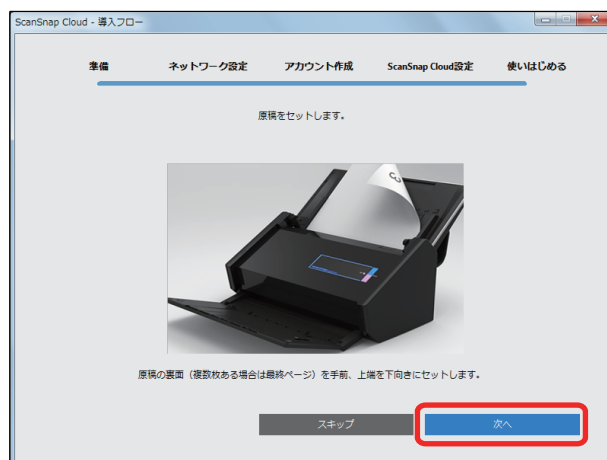 ScanSnap Cloud - 導入フロー
準備 ネットワーク設定 アカウント作成 ScanSnap Cloud設定 使いはじめる
原稿をセットします。
原稿の裏面（複数枚ある場合は最終ページ）を手前、上端を下向きにセットします。
スキップ 次へ